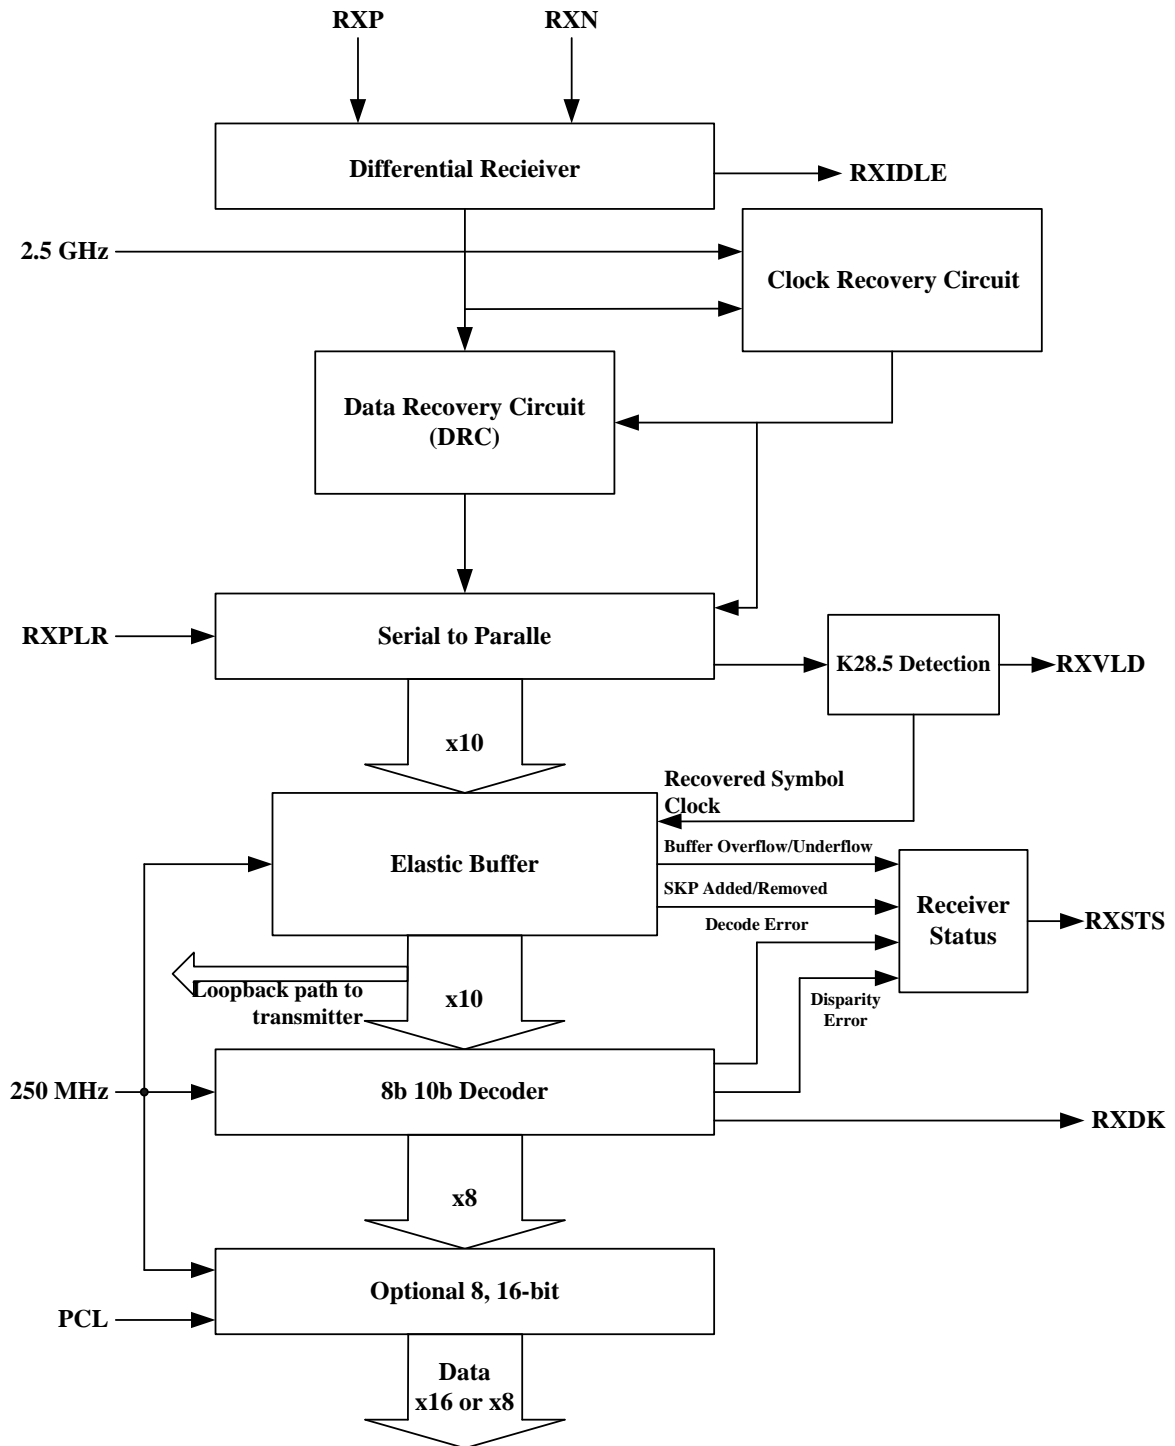 RXP
RXN
Differential Recieiver
RXIDLE
2.5 GHz
Clock Recovery Circuit
Data Recovery Circuit
(DRC)
RXPLR
Serial to Paralle
K28.5 Detection
RXVLD
x10
Recovered Symbol
Clock
Elastic Buffer
Buffer Overflow/Underflow
SKP Added/Removed
Decode Error
Receiver
Status
RXSTS
Loopback path to
transmitter
x10
Disparity
Error
250 MHz
8b 10b Decoder
RXDK
x8
Optional 8, 16-bit
PCL
Data
x16 or x8